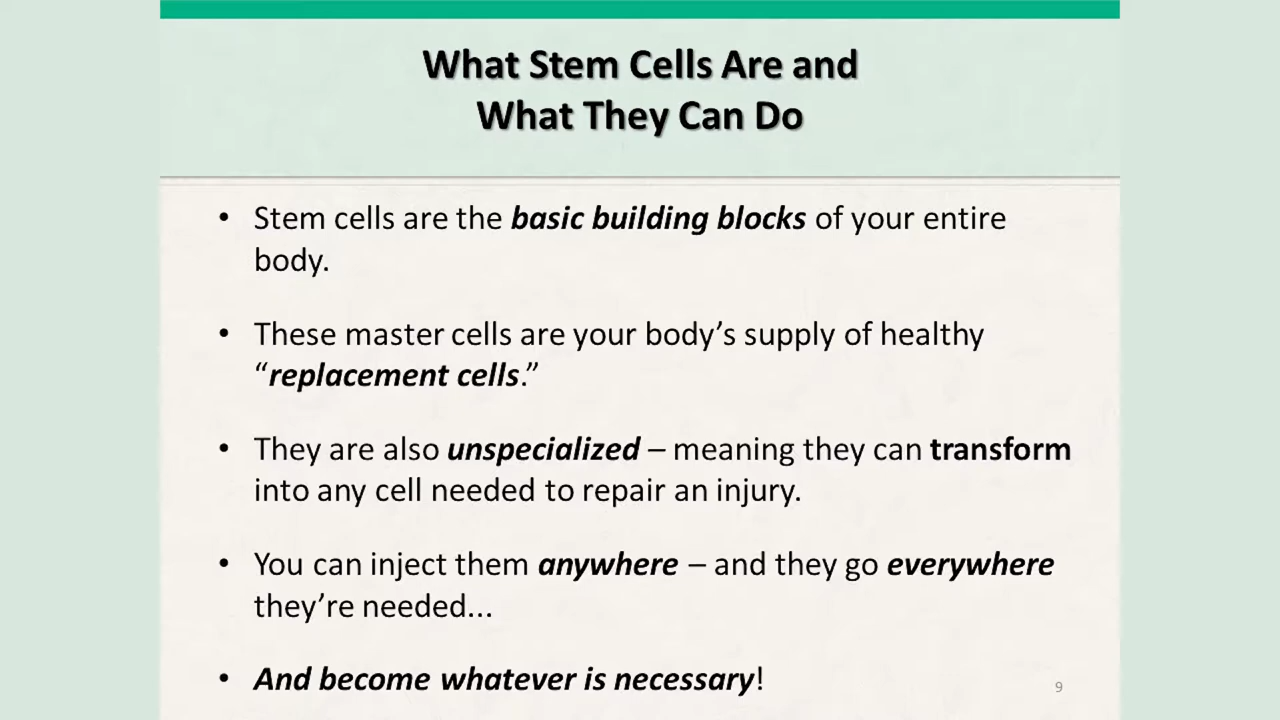 What Stem Cells Are and
What They Can Do
• Stem cells are the basic building blocks of your entire
body.
• These master cells are your body’s supply of healthy
“replacement cells.”
• They are also unspecialized – meaning they can transform
into any cell needed to repair an injury.
• You can inject them anywhere – and they go everywhere
they’re needed...
• And become whatever is necessary!
9